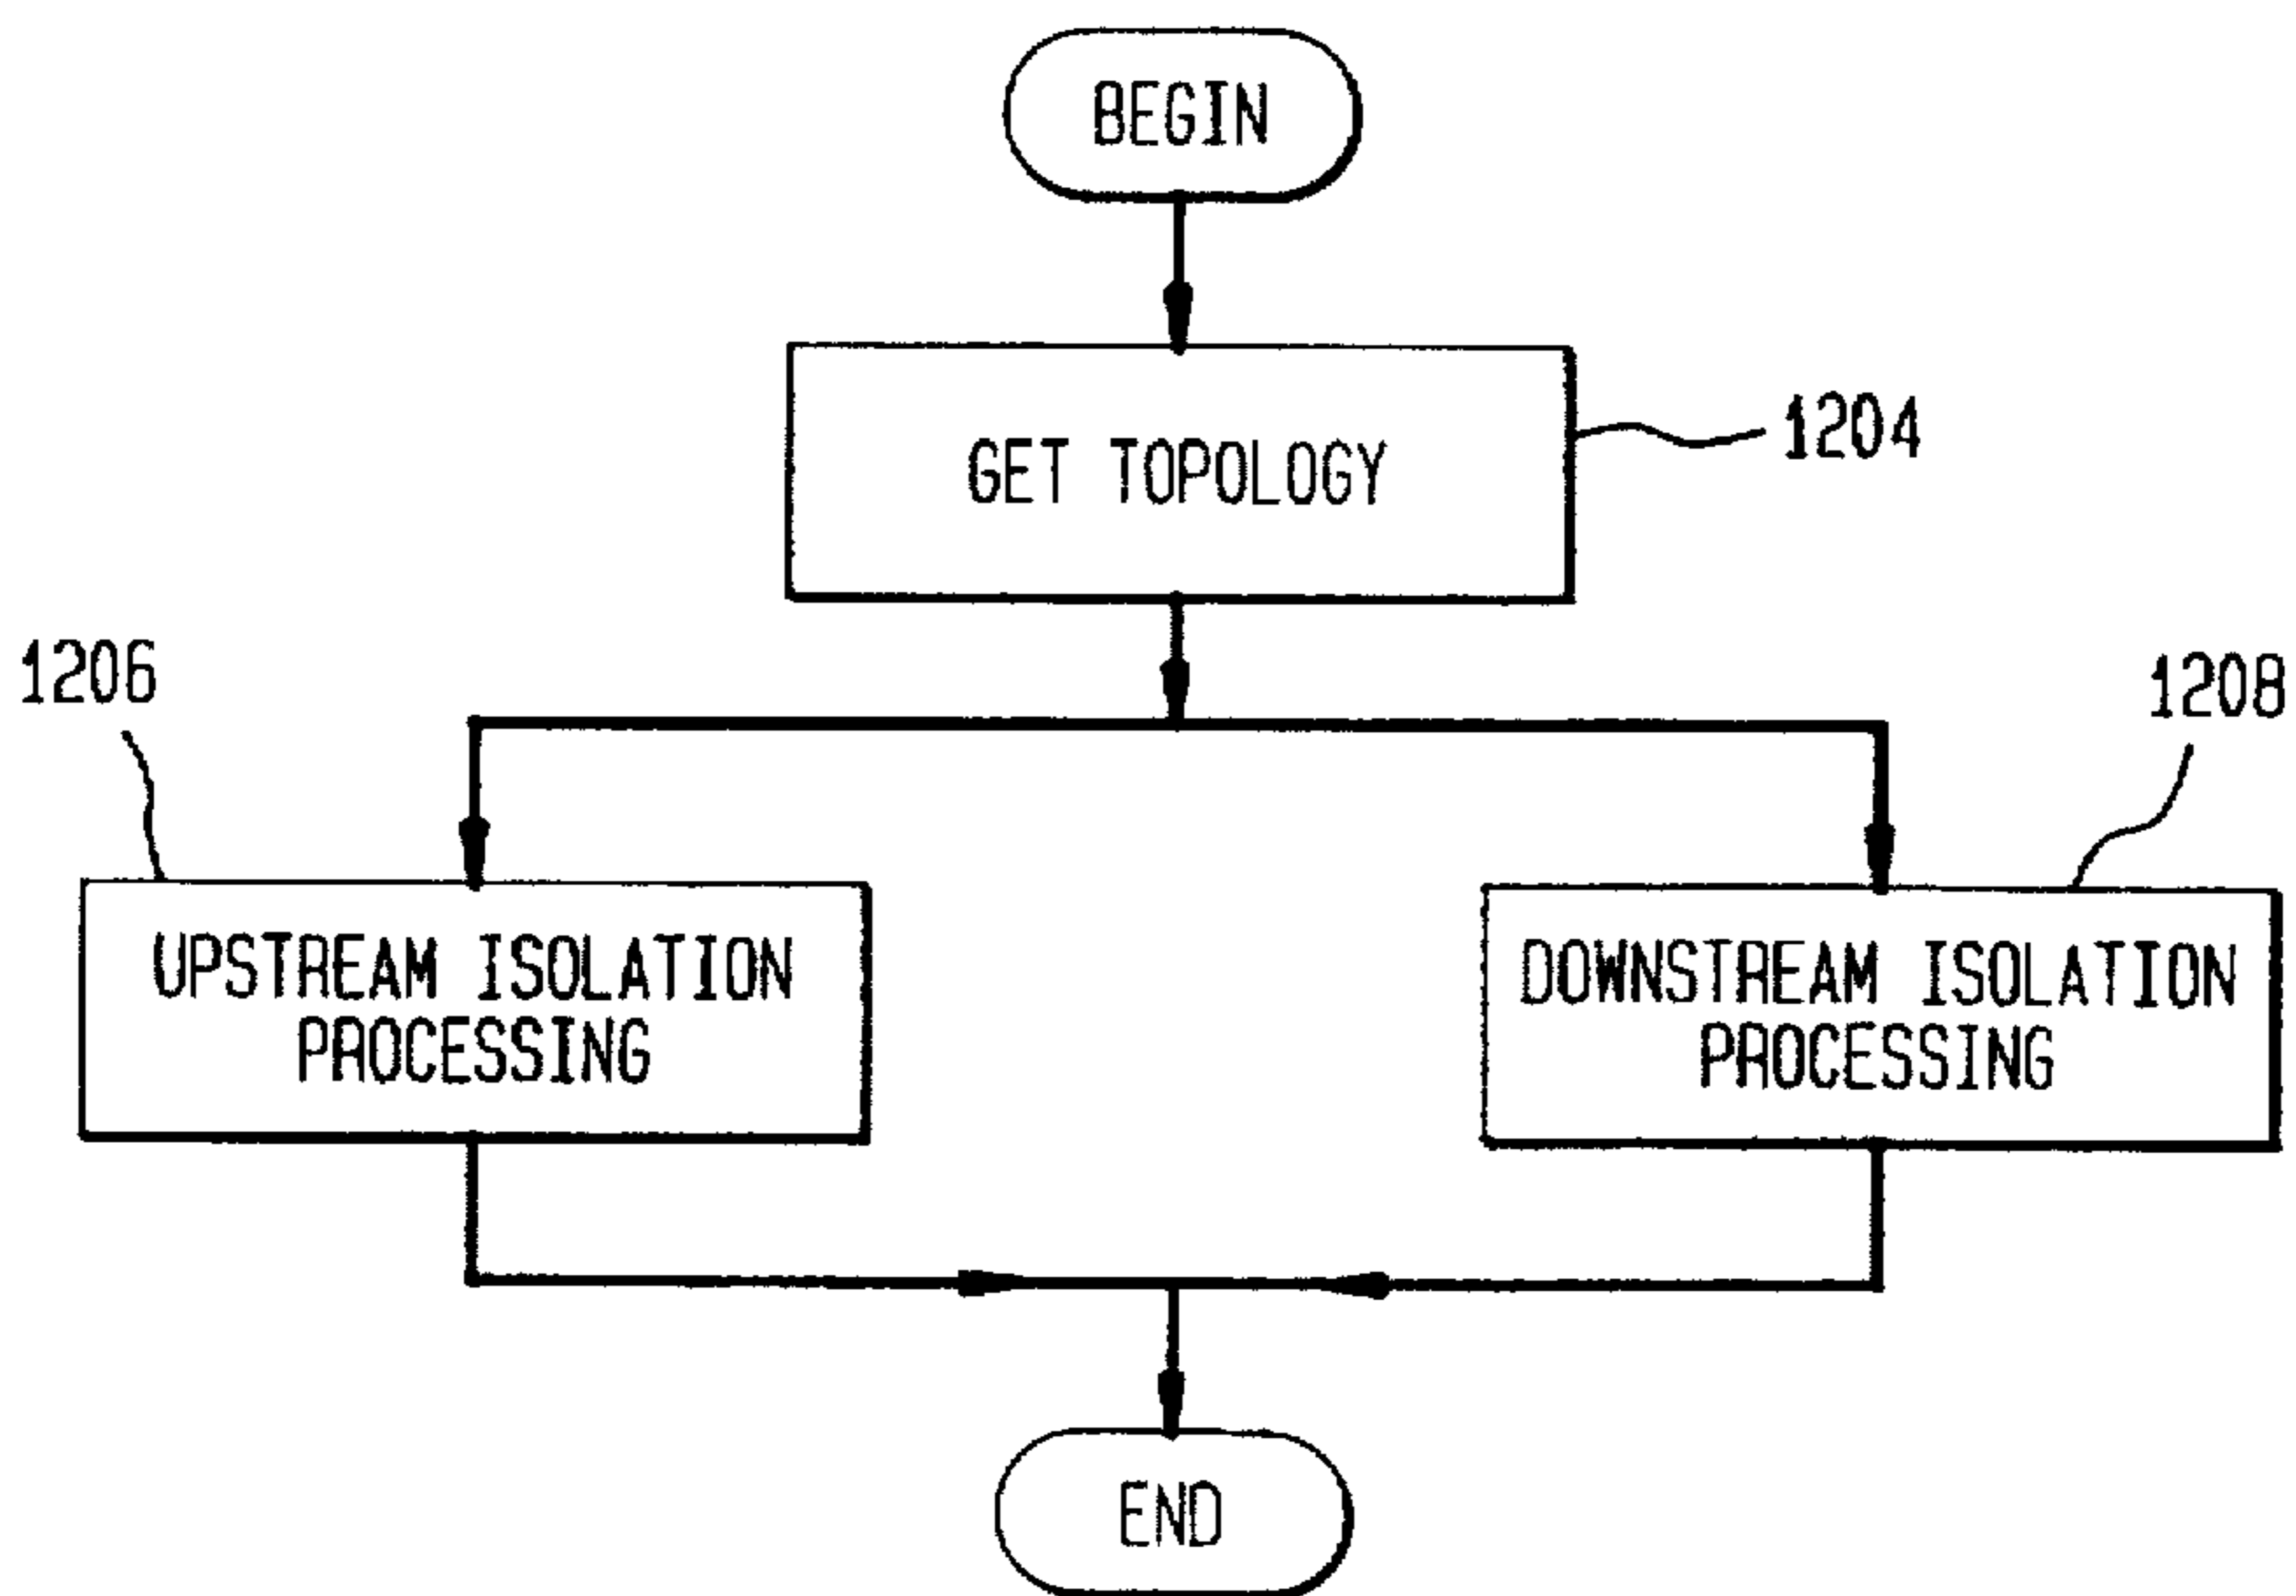 BEGIN
GET TOPOLOGY
1204
1206
1208
UPSTREAM ISOLATION
PROCESSING
DOWNSTREAM ISOLATION
PROCESSING
END